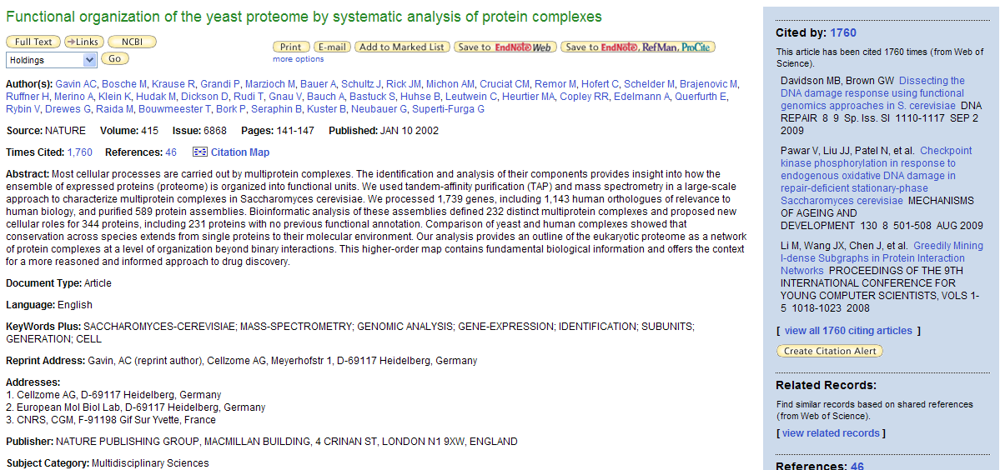 Functional organization of the yeast proteome by systematic analysis of protein complexes
Full Text
Links
NCBI
Holdings
Go
Print
E-mail
Add to Marked List
Save to EndNote Web
Save to EndNote, RefMan, ProCite
more options
Author(s): Gavin AC, Bosche M, Krause R, Grandi P, Marzioch M, Bauer A, Schultz J, Rick JM, Michon AM, Cruciat CM, Remor M, Hofert C, Schelder M, Brajenovic M,
Ruffner H, Merino A, Klein K, Hudak M, Dickson D, Rudi T, Gnau V, Bauch A, Bastuck S, Huhse B, Leutwein C, Heurtier MA, Copley RR, Edelmann A, Querfurth E,
Rybin V, Drewes G, Raida M, Bouwmeester T, Bork P, Seraphin B, Kuster B, Neubauer G, Superti-Furga G
Source: NATURE Volume: 415 Issue: 6868 Pages: 141-147 Published: JAN 10 2002
Times Cited: 1,760 References: 46 Citation Map
Abstract: Most cellular processes are carried out by multiprotein complexes. The identification and analysis of their components provides insight into how the
ensemble of expressed proteins (proteome) is organized into functional units. We used tandem-affinity purification (TAP) and mass spectrometry in a large-scale
approach to characterize multiprotein complexes in Saccharomyces cerevisiae. We processed 1,739 genes, including 1,143 human orthologues of relevance to
human biology, and purified 589 protein assemblies. Bioinformatic analysis of these assemblies defined 232 distinct multiprotein complexes and proposed new
cellular roles for 344 proteins, including 231 proteins with no previous functional annotation. Comparison of yeast and human complexes showed that
conservation across species extends from single proteins to their molecular environment. Our analysis provides an outline of the eukaryotic proteome as a network
of protein complexes at a level of organization beyond binary interactions. This higher-order map contains fundamental biological information and offers the context
for a more reasoned and informed approach to drug discovery.
Document Type: Article
Language: English
KeyWords Plus: SACCHAROMYCES-CEREVISIAE; MASS-SPECTROMETRY; GENOMIC ANALYSIS; GENE-EXPRESSION; IDENTIFICATION; SUBUNITS;
GENERATION; CELL
Reprint Address: Gavin, AC (reprint author), Cellzome AG, Meyerhofstr 1, D-69117 Heidelberg, Germany
Addresses:
1. Cellzome AG, D-69117 Heidelberg, Germany
2. European Mol Biol Lab, D-69117 Heidelberg, Germany
3. CNRS, CGM, F-91198 Gif Sur Yvette, France
Publisher: NATURE PUBLISHING GROUP, MACMILLAN BUILDING, 4 CRINAN ST, LONDON N1 9XW, ENGLAND
Subject Category: Multidisciplinary Sciences
Cited by: 1760
This article has been cited 1760 times (from Web of
Science).
Davidson MB, Brown GW Dissecting the
DNA damage response using functional
genomics approaches in S. cerevisiae DNA
REPAIR 8 9 Sp. Iss. SI 1110-1117 SEP 2
2009
Pawar V, Liu JJ, Patel N, et al. Checkpoint
kinase phosphorylation in response to
endogenous oxidative DNA damage in
repair-deficient stationary-phase
Saccharomyces cerevisiae MECHANISMS
OF AGEING AND
DEVELOPMENT 130 8 501-508 AUG 2009
Li M, Wang JX, Chen J, et al. Greedily Mining
l-dense Subgraphs in Protein Interaction
Networks PROCEEDINGS OF THE 9TH
INTERNATIONAL CONFERENCE FOR
YOUNG COMPUTER SCIENTISTS, VOLS 1-
5 1018-1023 2008
[ view all 1760 citing articles ]
Create Citation Alert
Related Records:
Find similar records based on shared references
(from Web of Science).
[ view related records ]
References: 46